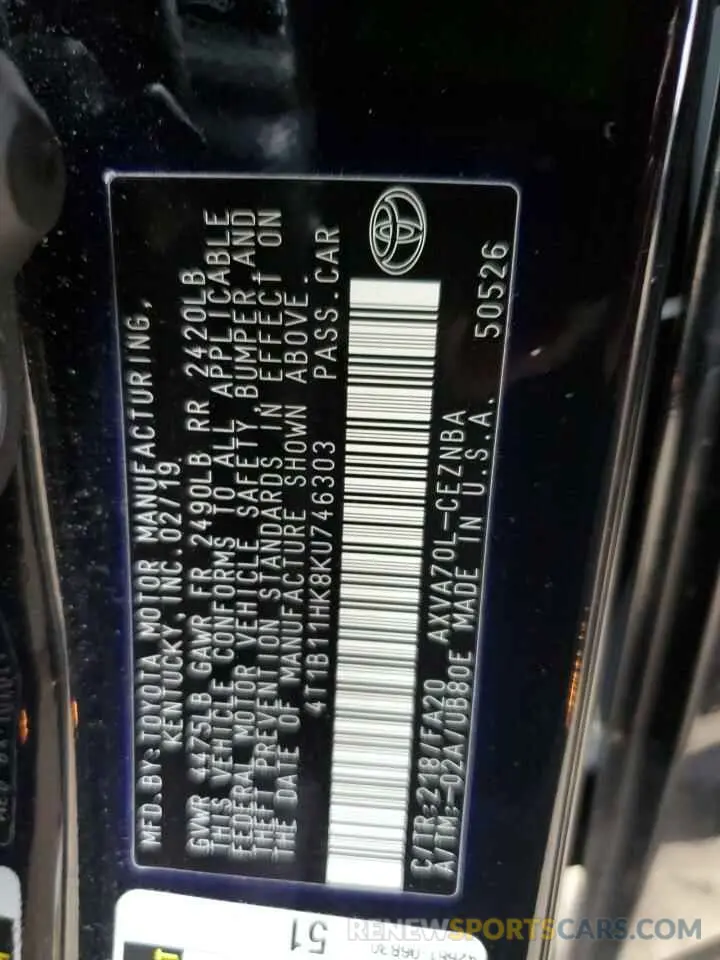 MFD.BY:TOYOTA MOTOR MANUFACTURING,
KENTUCKY, INC.02/19
GVWR 4475LB GAWR FR 2490LB RR 2420LB
THIS VEHICLE CONFORMS TO ALL APPLICABLE
FEDERAL MOTOR VEHICLE SAFETY,BUMPER,AND
THEFT PREVENTION STANDARDS IN EFFECT ON
THE DATE OF MANUFACTURE SHOWN ABOVE.
4T1B11HK8KU746303 PASS.CAR
C/TR:218/FA20 AXVA70L-CEZNBA
A/TM:-02A/UB80E MADE IN U.S.A. 50526
51
RENEWSPORTSCARS.COM